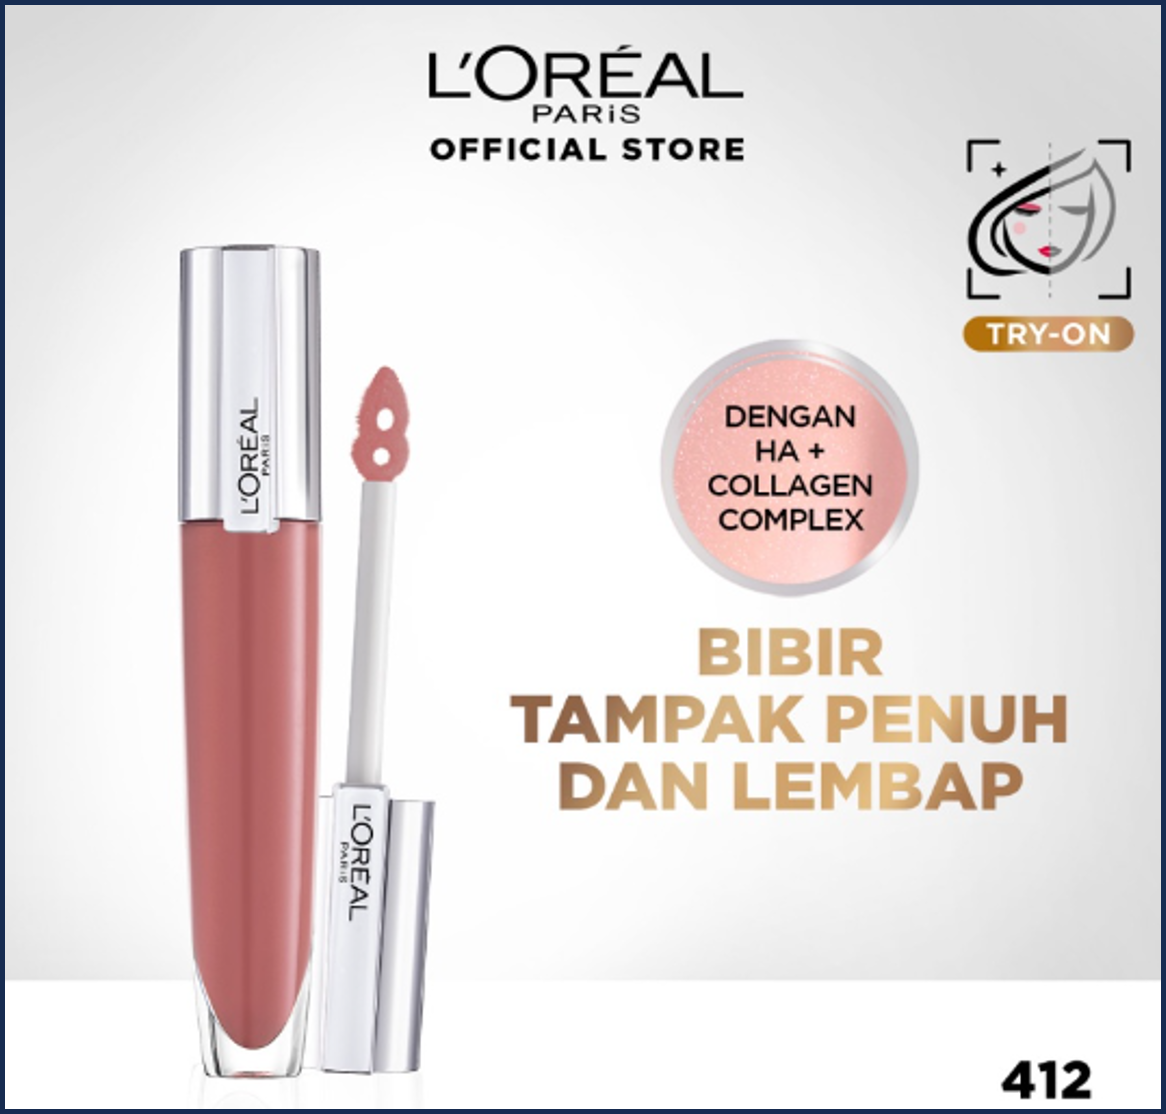 L'ORÉAL
PARiS
OFFICIAL STORE
TRY-ON
DENGAN
HA +
COLLAGEN
COMPLEX
BIBIR
TAMPAK PENUH
DAN LEMBAP
L'ORÉAL
PARiS
L'ORÉAL
PARiS
412